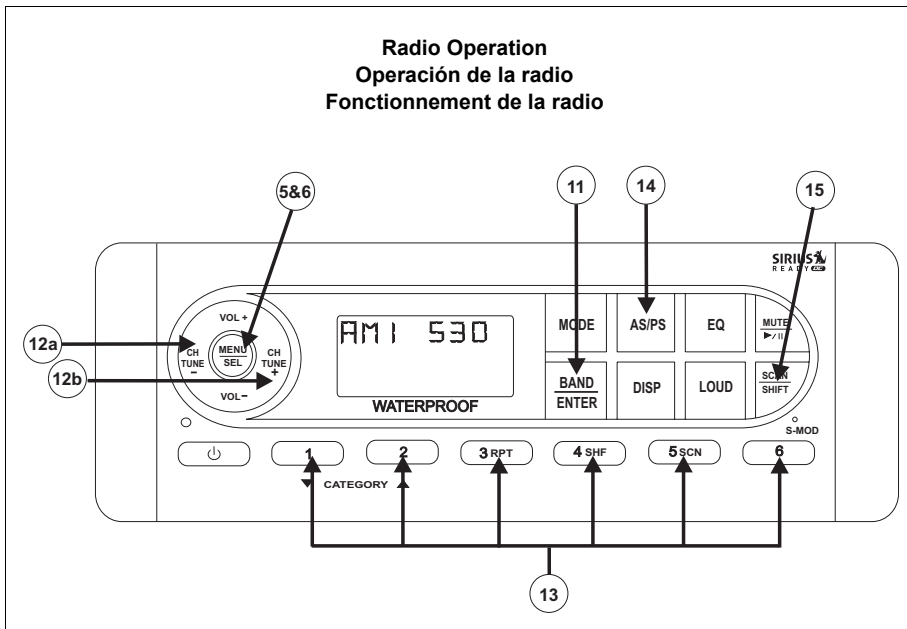 Radio Operation
Operación de la radio
Fonctionnement de la radio
5&6
11
14
15
SIRIUS
READY
12a
12b
VOL +
CH
TUNE
−
MENU
SEL
CH
TUNE
+
VOL−
AM1 530
WATERPROOF
MODE
AS/PS
EQ
MUTE
▶/II
BAND
ENTER
DISP
LOUD
SCAN
SHIFT
S-MOD
1
2
3 RPT
4 SHF
5 SCN
6
▼ CATEGORY ▲
13